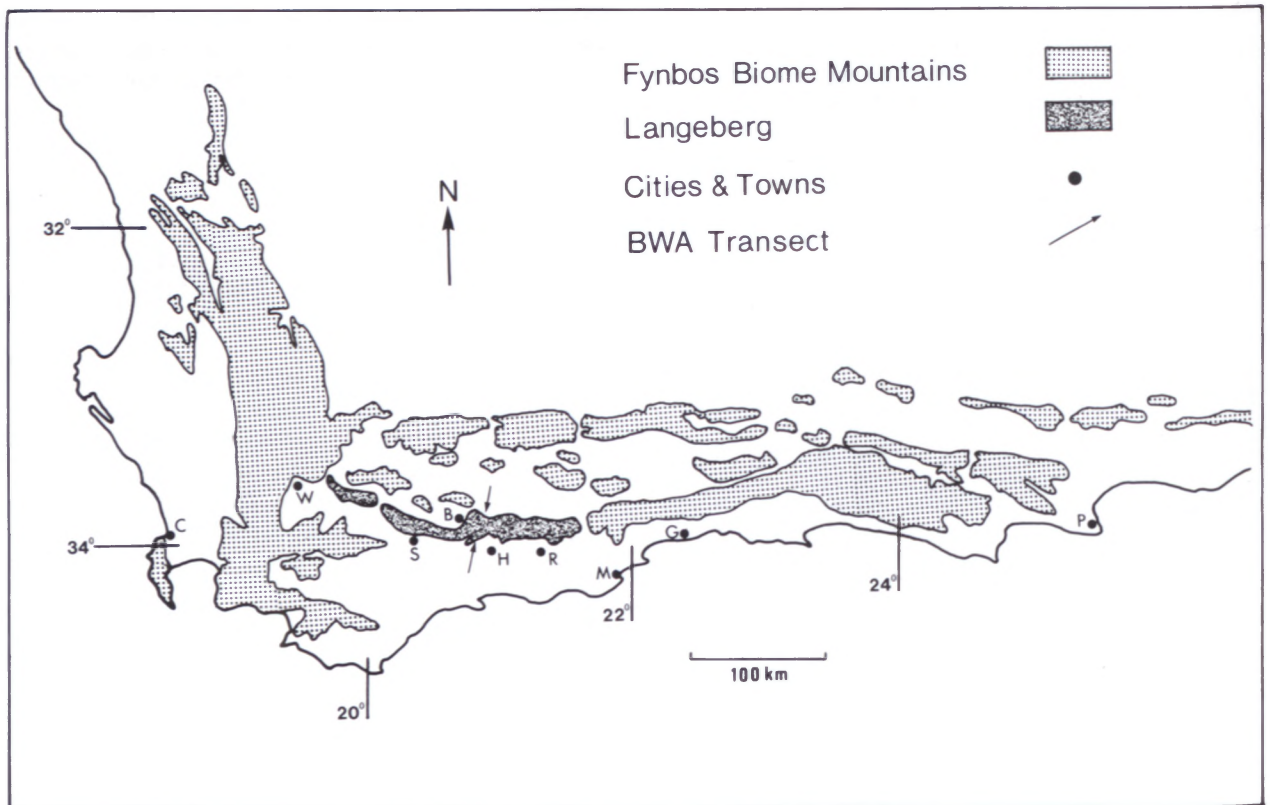 Fynbos Biome Mountains
Langeberg
Cities & Towns
BWA Transect
N
32°
W
B
C
34°
S
H
R
G
P
M
22°
24°
100 km
20°